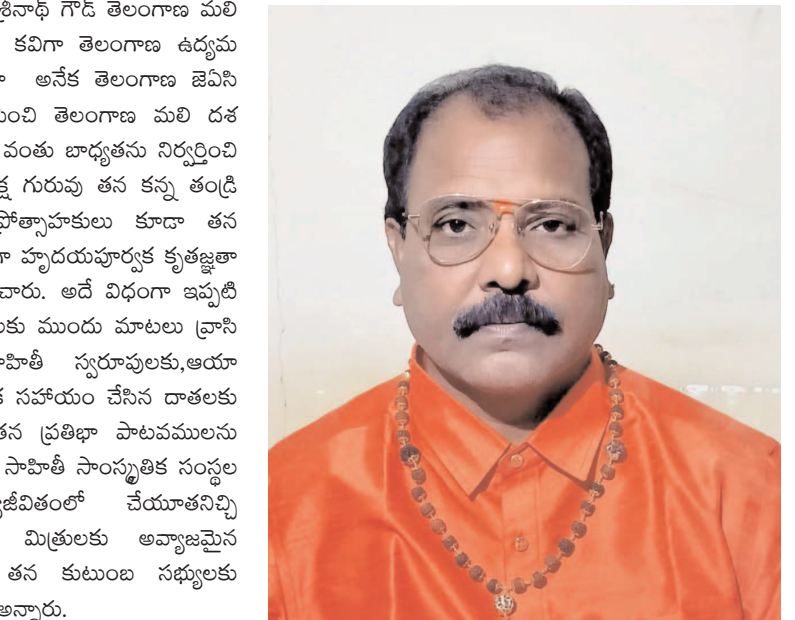 శ్రీనాథ్ గౌడ్ తెలంగాణ మలి
కవిగా తెలంగాణ ఉద్యమ
అనేక తెలంగాణ జెఏసి
తెలంగాణ మలి దశ
వంతు బాధ్యతను నిర్వర్తించి
గురువు తన కన్న తండ్రి
ప్రోత్సాహకులు కూడా తన
హృదయపూర్వక కృతజ్ఞతా
అదే విధంగా ఇప్పటి
ముందు మాటలు వ్రాసి
స్వరూపులకు,ఆయా
సహాయం చేసిన దాతలకు
తన ప్రతిభా పాటవములను
సాహితీ సాంస్కృతిక సంస్థల
చేయూతనిచ్చి
మిత్రులకు అవ్యాజమైన
తన కుటుంబ సభ్యులకు
అన్నారు.